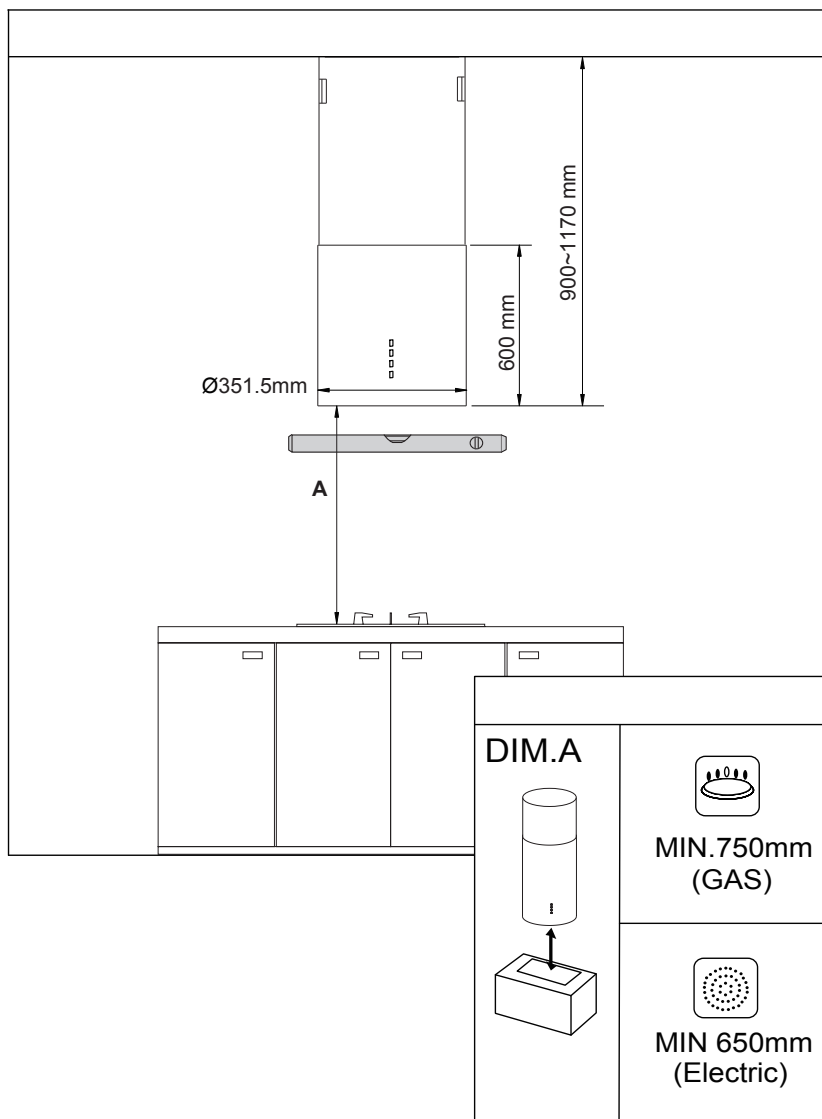 900~1170 mm
600 mm
Ø351.5mm
A
DIM.A
MIN.750mm
(GAS)
MIN 650mm
(Electric)